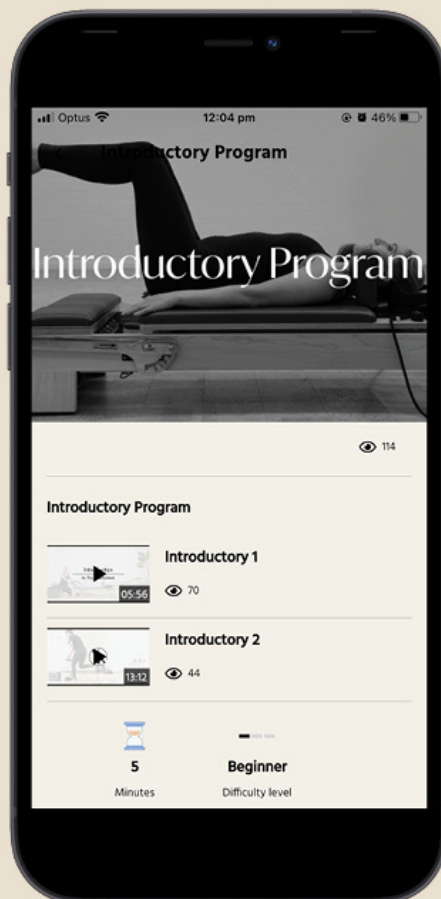 Optus 12:04 pm 46%
Introductory Program
Introductory Program
114
Introductory Program
Introductory 1
05:56
70
Introductory 2
13:12
44
5 Beginner
Minutes Difficulty level